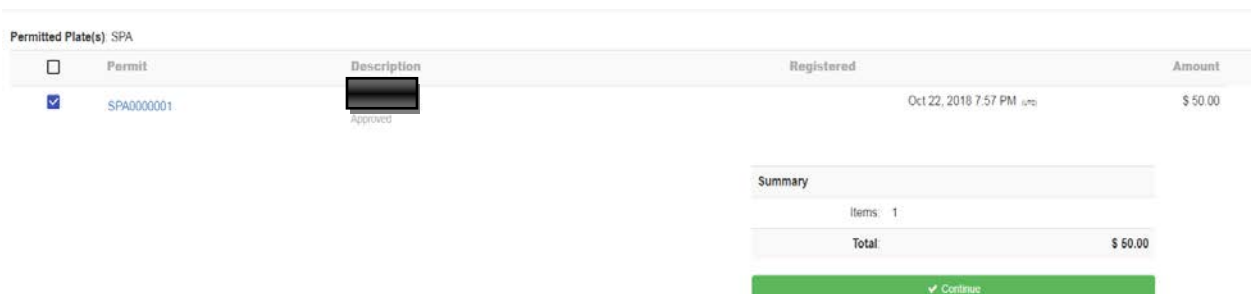 Permitted Plate(s): SPA
Permit Description Registered Amount
SPA0000001 Oct 22, 2018 7:57 PM (UTC) $ 50.00
Approved
Summary
Items: 1
Total: $ 50.00
Continue